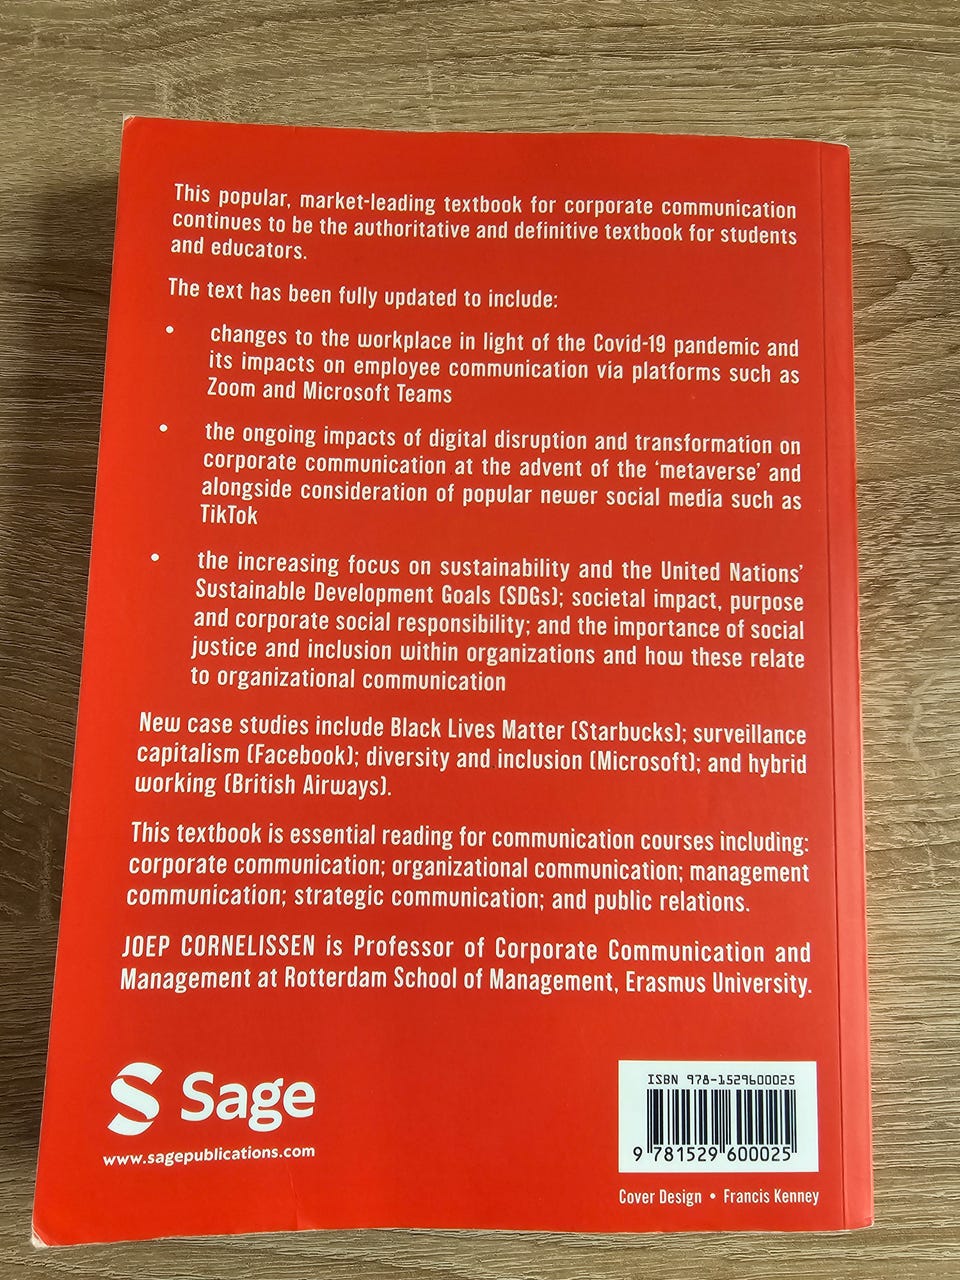 This popular, market-leading textbook for corporate communication
continues to be the authoritative and definitive textbook for students
and educators.
The text has been fully updated to include:
• changes to the workplace in light of the Covid-19 pandemic and
its impacts on employee communication via platforms such as
Zoom and Microsoft Teams
• the ongoing impacts of digital disruption and transformation on
corporate communication at the advent of the ‘metaverse’ and
alongside consideration of popular newer social media such as
TikTok
• the increasing focus on sustainability and the United Nations’
Sustainable Development Goals (SDGs); societal impact, purpose
and corporate social responsibility; and the importance of social
justice and inclusion within organizations and how these relate
to organizational communication
New case studies include Black Lives Matter (Starbucks); surveillance
capitalism (Facebook); diversity and inclusion (Microsoft); and hybrid
working (British Airways).
This textbook is essential reading for communication courses including:
corporate communication; organizational communication; management
communication; strategic communication; and public relations.
JOEP CORNELISSEN is Professor of Corporate Communication and
Management at Rotterdam School of Management, Erasmus University.
Sage
www.sagepublications.com
ISBN 978-1529600025
9 781529 600025
Cover Design • Francis Kenney